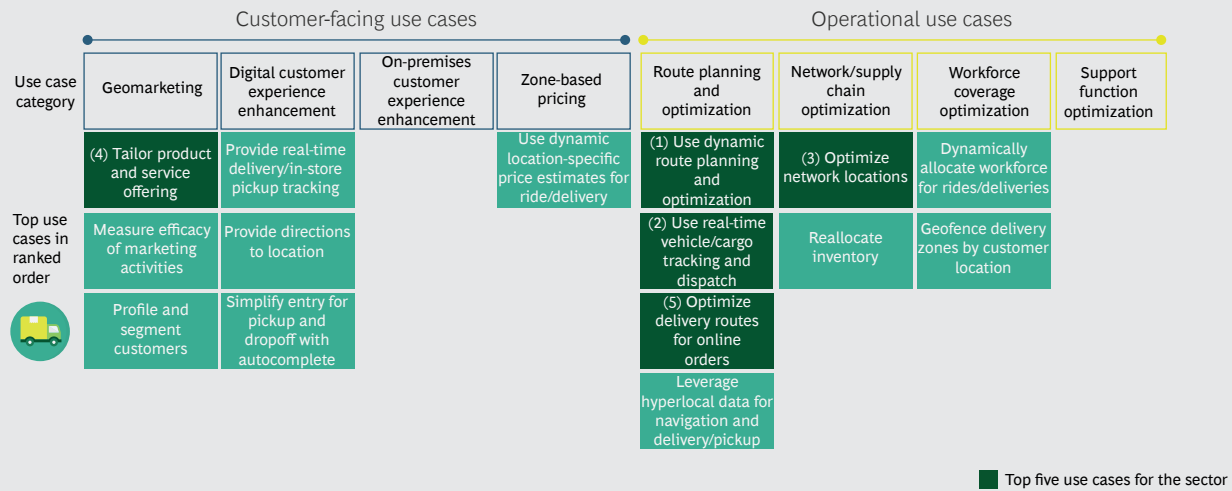 Customer-facing use cases
Operational use cases
Use case
category
Geomarketing
Digital customer
experience
enhancement
On-premises
customer
experience
enhancement
Zone-based
pricing
Route planning
and
optimization
Network/supply
chain
optimization
Workforce
coverage
optimization
Support
function
optimization
Top use
cases in
ranked
order
(4) Tailor product
and service
offering
Provide real-time
delivery/in-store
pickup tracking
Use dynamic
location-specific
price estimates for
ride/delivery
(1) Use dynamic
route planning
and
optimization
(3) Optimize
network locations
Dynamically
allocate workforce
for rides/deliveries
Measure efficacy
of marketing
activities
Provide directions
to location
(2) Use real-time
vehicle/cargo
tracking and
dispatch
Reallocate
inventory
Geofence delivery
zones by customer
location
Profile and
segment
customers
Simplify entry for
pickup and
dropoff with
autocomplete
(5) Optimize
delivery routes
for online
orders
Leverage
hyperlocal data for
navigation and
delivery/pickup
Top five use cases for the sector